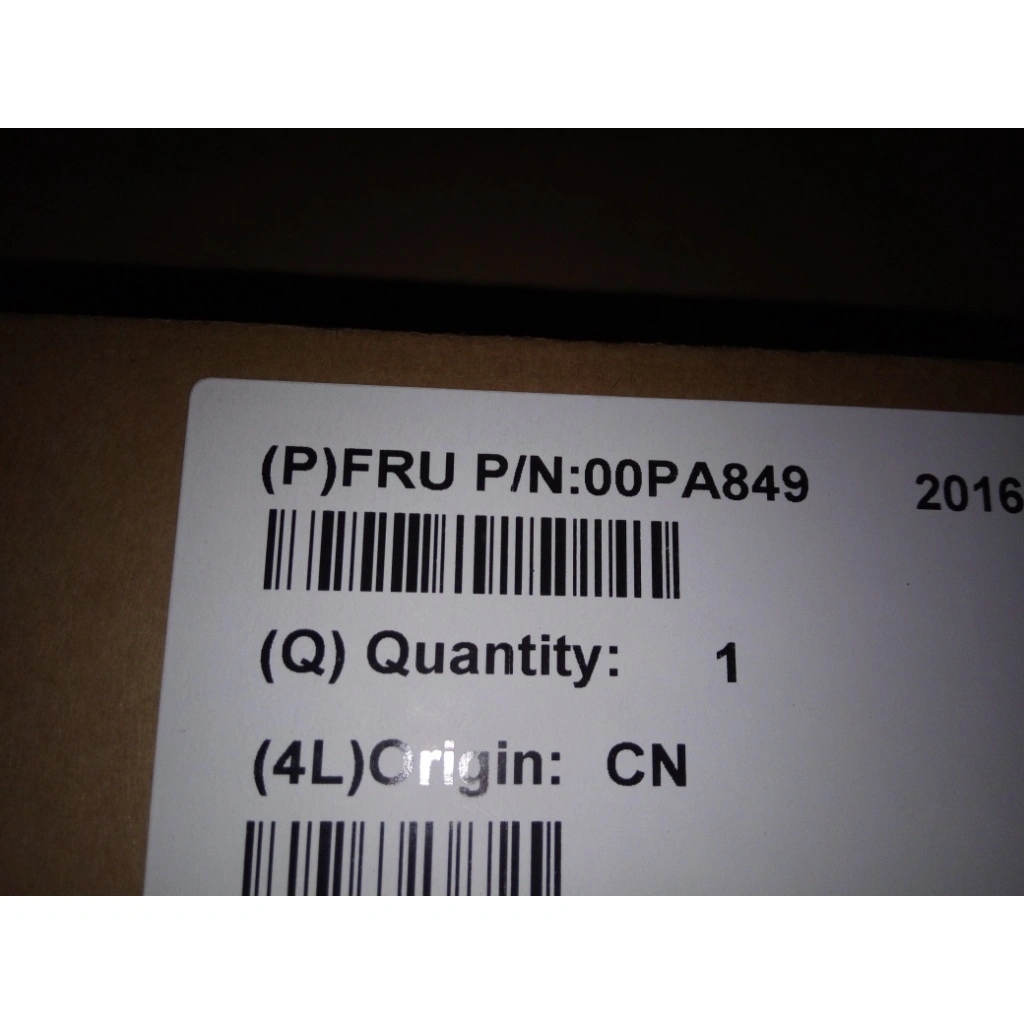 (P)FRU P/N:00PA849 2016
(Q) Quantity: 1
(4L)Origin: CN